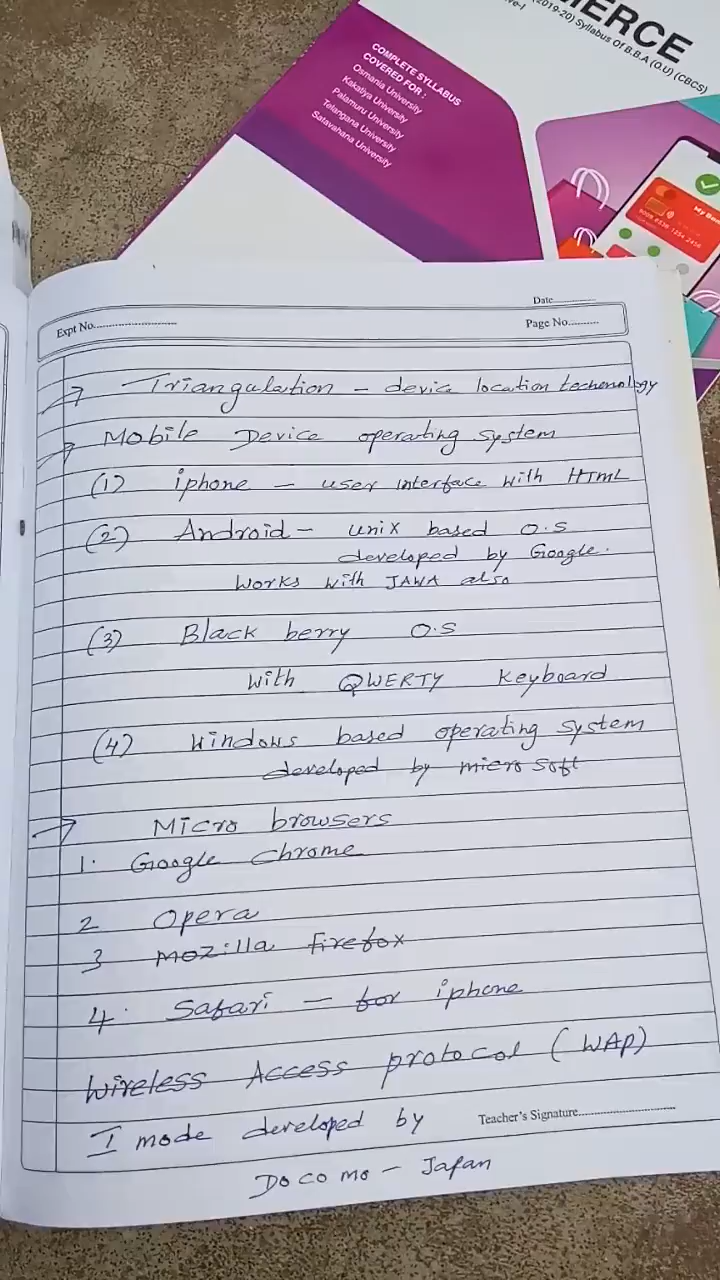 MERCE
(2019-20) Syllabus Of B.B.A (O.U) (CBCS)
COMPLETE SYLLABUS
COVERED FOR :
Osmania University
Kakatiya University
Palamuru University
Telangana University
Satavahana University
Date
Expt No.
Page No.
→ Triangulation - device location techonology
→ Mobile Device operating system
(1) iphone - user interface with HTML
(2) Android - unix based O.S
developed by Google.
works with JAWA also
(3) Black berry O.S
with QWERTY keyboard
(4) windows based operating system
developed by micro soft
→ Micro browsers
1. Google Chrome
2 Opera
3 mozilla firefox
4. Safari - for iphone
Wireless Access protocol (WAP)
I mode developed by
Teacher's Signature
Do co mo - Japan